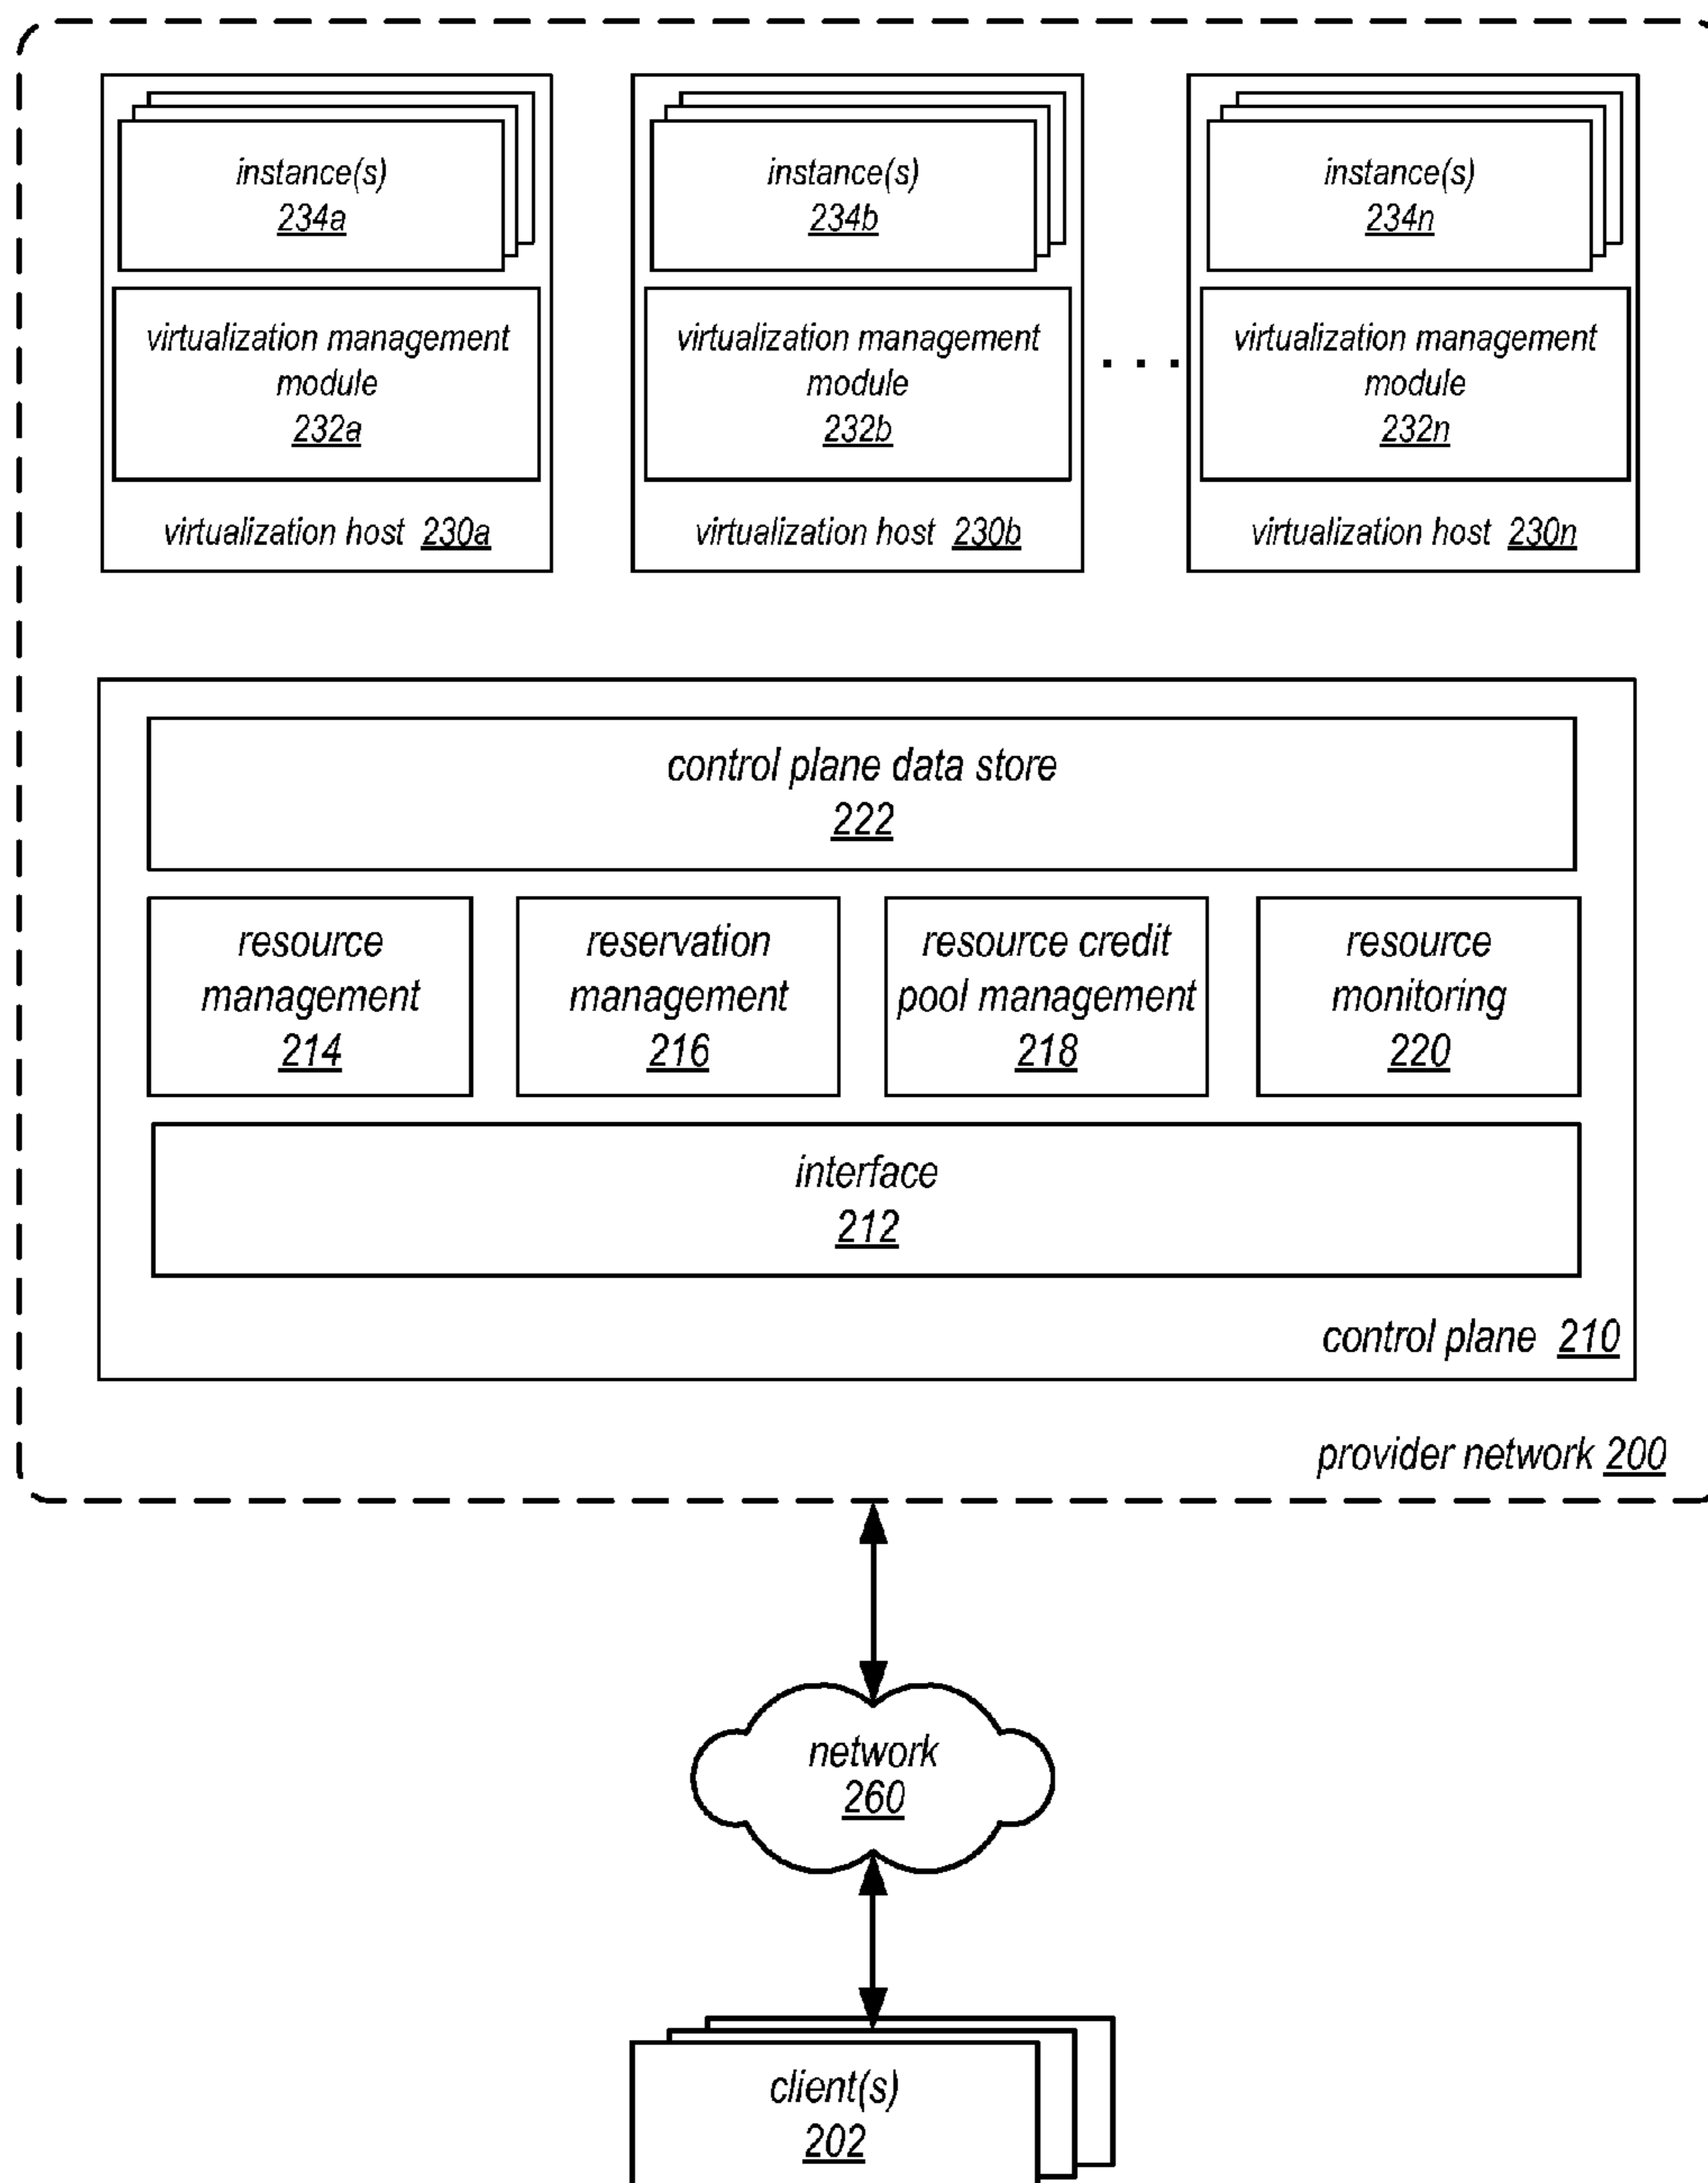 instance(s)
234a
virtualization management
module
232a
virtualization host 230a
instance(s)
234b
virtualization management
module
232b
virtualization host 230b
. . .
instance(s)
234n
virtualization management
module
232n
virtualization host 230n
control plane data store
222
resource
management
214
reservation
management
216
resource credit
pool management
218
resource
monitoring
220
interface
212
control plane 210
provider network 200
network
260
client(s)
202